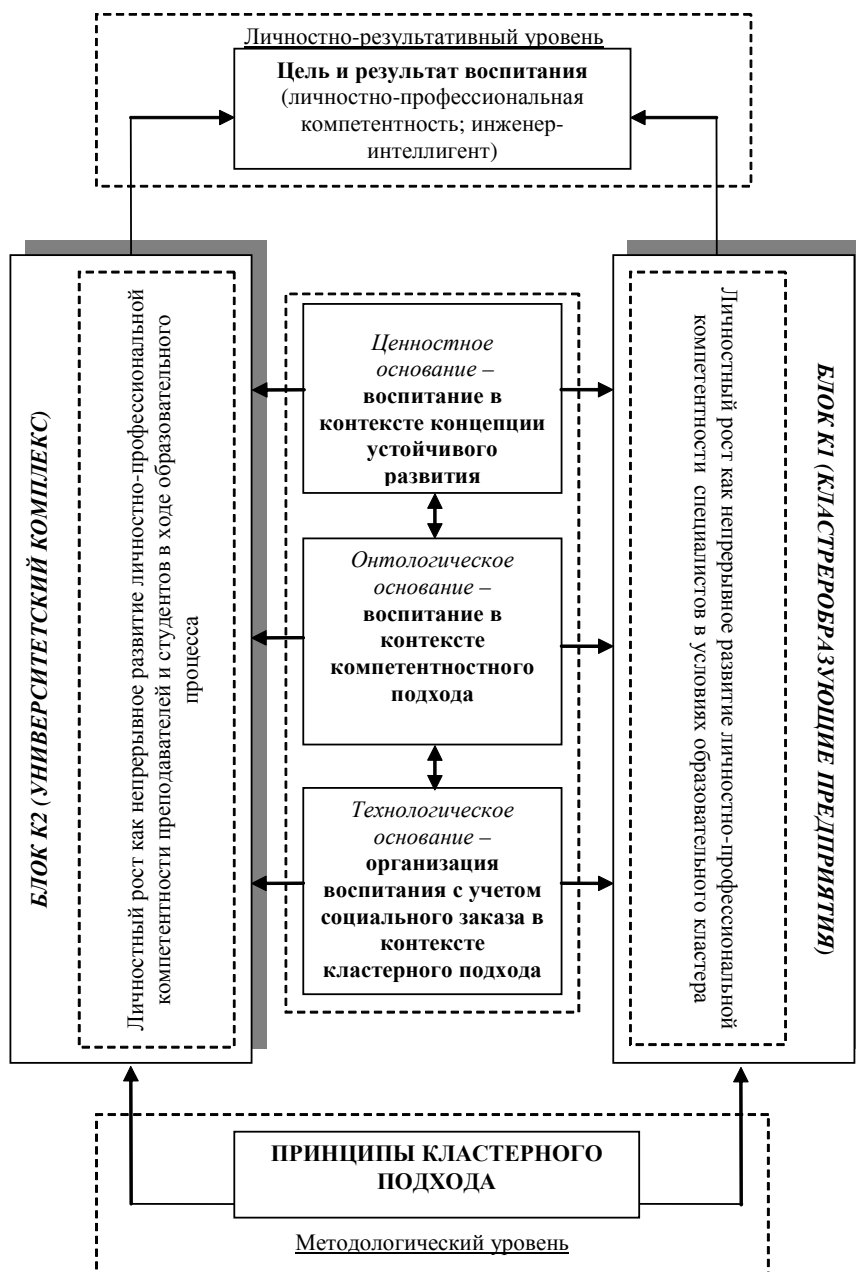 Личностно-результативный уровень
Цель и результат воспитания
(личностно-профессиональная
компетентность; инженер-
интеллигент)
БЛОК К2 (УНИВЕРСИТЕТСКИЙ КОМПЛЕКС)
Личностный рост как непрерывное развитие личностно-профессиональной
компетентности преподавателей и студентов в ходе образовательного
процесса
Ценностное
основание –
воспитание в
контексте концепции
устойчивого
развития
Онтологическое
основание –
воспитание в
контексте
компетентностного
подхода
Технологическое
основание –
организация
воспитания с учетом
социального заказа в
контексте
кластерного подхода
БЛОК К1 (КЛАСТРЕРОБРАЗУЮЩИЕ ПРЕДПРИЯТИЯ)
Личностный рост как непрерывное развитие личностно-профессиональной
компетентности специалистов в условиях образовательного кластера
ПРИНЦИПЫ КЛАСТЕРНОГО
ПОДХОДА
Методологический уровень